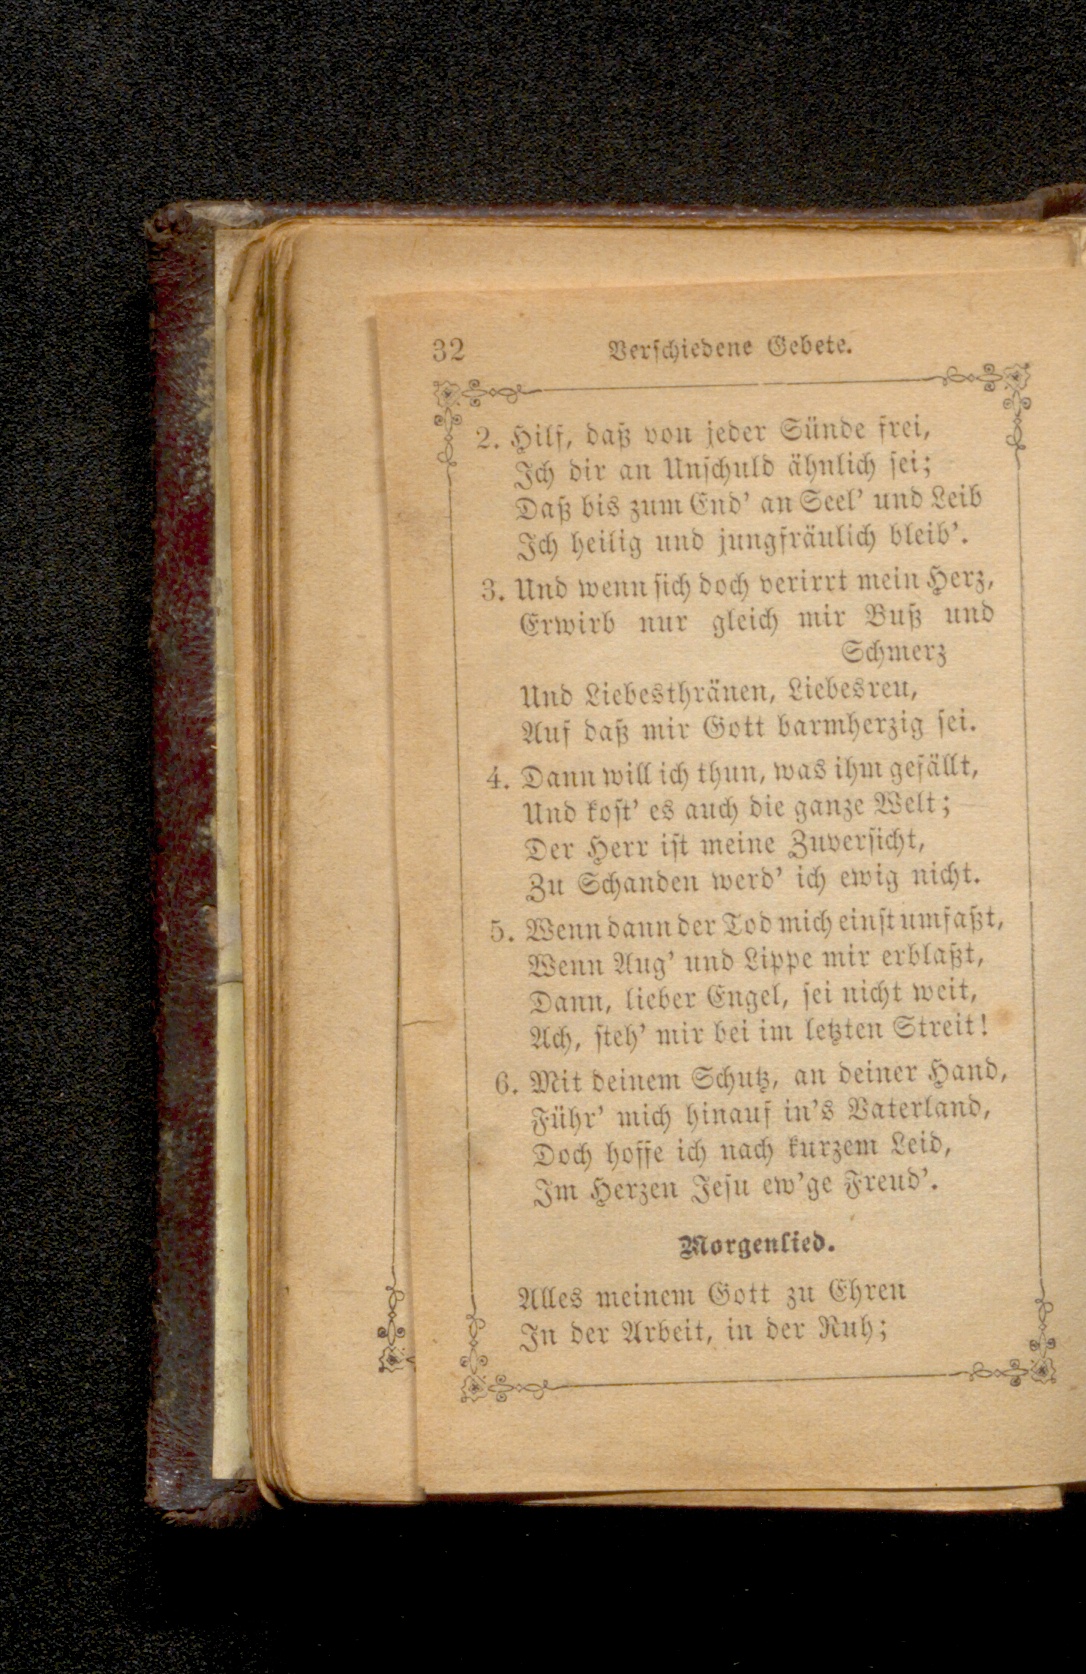 32
Verschiedene Gebete.
2. Hilf, daß von jeder Sünde frei,
Ich dir an Unschuld ähnlich sei;
Daß bis zum End' an Seel' und Leib
Ich heilig und jungfräulich bleib'.
3. Und wenn sich doch verirrt mein Herz,
Erwirb nur gleich mir Buß und
Schmerz
Und Liebesthränen, Liebesreu,
Auf daß mir Gott barmherzig sei.
4. Dann will ich thun, was ihm gefällt,
Und kost' es auch die ganze Welt;
Der Herr ist meine Zuversicht,
Zu Schanden werd' ich ewig nicht.
5. Wenn dann der Tod mich einst umfaßt,
Wenn Aug' und Lippe mir erblaßt,
Dann, lieber Engel, sei nicht weit,
Ach, steh' mir bei im letzten Streit!
6. Mit deinem Schutz, an deiner Hand,
Führ' mich hinauf in's Vaterland,
Doch hoffe ich nach kurzem Leid,
Im Herzen Jesu ew'ge Freud'.
Morgenlied.
Alles meinem Gott zu Ehren
In der Arbeit, in der Ruh;